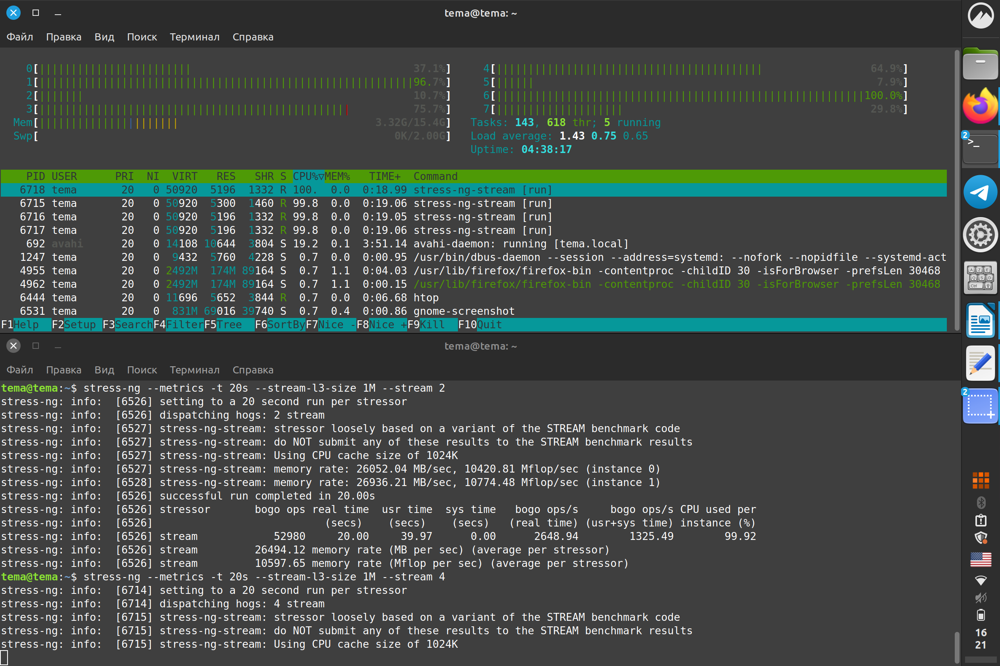 tema@tema: ~
Файл Правка Вид Поиск Терминал Справка
0[||||||||||||||||||||||||                                   37.1%] 4[||||||||||||||||||||||||||||||||||||||||||                 64.9%]
1[|||||||||||||||||||||||||||||||||||||||||||||||||||||||||||96.7%] 5[||||||                                                      7.9%]
2[|||||||                                                    10.7%] 6[||||||||||||||||||||||||||||||||||||||||||||||||||||||||||100.0%]
3[|||||||||||||||||||||||||||||||||||||||||||||||||          75.7%] 7[||||||||||||||||||||                                       29.8%]
Mem[||||||||||||||||||||||                             3.32G/15.4G] Tasks: 143, 618 thr; 5 running
Swp[                                                      0K/2.00G] Load average: 1.43 0.75 0.65
Uptime: 04:38:17
PID USER PRI NI VIRT RES SHR S CPU%▽MEM% TIME+ Command
6718 tema 20 0 50920 5196 1332 R 100. 0.0 0:18.99 stress-ng-stream [run]
6715 tema 20 0 50920 5300 1460 R 99.8 0.0 0:19.06 stress-ng-stream [run]
6716 tema 20 0 50920 5196 1332 R 99.8 0.0 0:19.05 stress-ng-stream [run]
6717 tema 20 0 50920 5196 1332 R 99.8 0.0 0:19.06 stress-ng-stream [run]
692 avahi 20 0 14108 10644 3804 S 19.2 0.1 3:51.14 avahi-daemon: running [tema.local]
1247 tema 20 0 9432 5760 4228 S 0.7 0.0 0:00.95 /usr/bin/dbus-daemon --session --address=systemd: --nofork --nopidfile --systemd-act
4955 tema 20 0 2492M 174M 89164 S 0.7 1.1 0:04.03 /usr/lib/firefox/firefox-bin -contentproc -childID 30 -isForBrowser -prefsLen 30468
4962 tema 20 0 2492M 174M 89164 S 0.7 1.1 0:00.15 /usr/lib/firefox/firefox-bin -contentproc -childID 30 -isForBrowser -prefsLen 30468
6444 tema 20 0 11696 5652 3844 R 0.7 0.0 0:06.68 htop
6531 tema 20 0 831M 69016 39740 S 0.7 0.4 0:00.86 gnome-screenshot
F1Help F2Setup F3SearchF4FilterF5Tree F6SortByF7Nice -F8Nice +F9Kill F10Quit
tema@tema: ~
Файл Правка Вид Поиск Терминал Справка
tema@tema:~$ stress-ng --metrics -t 20s --stream-l3-size 1M --stream 2
stress-ng: info: [6526] setting to a 20 second run per stressor
stress-ng: info: [6526] dispatching hogs: 2 stream
stress-ng: info: [6527] stress-ng-stream: stressor loosely based on a variant of the STREAM benchmark code
stress-ng: info: [6527] stress-ng-stream: do NOT submit any of these results to the STREAM benchmark results
stress-ng: info: [6527] stress-ng-stream: Using CPU cache size of 1024K
stress-ng: info: [6527] stress-ng-stream: memory rate: 26052.04 MB/sec, 10420.81 Mflop/sec (instance 0)
stress-ng: info: [6528] stress-ng-stream: memory rate: 26936.21 MB/sec, 10774.48 Mflop/sec (instance 1)
stress-ng: info: [6526] successful run completed in 20.00s
stress-ng: info: [6526] stressor bogo ops real time usr time sys time bogo ops/s bogo ops/s CPU used per
stress-ng: info: [6526] (secs) (secs) (secs) (real time) (usr+sys time) instance (%)
stress-ng: info: [6526] stream 52980 20.00 39.97 0.00 2648.94 1325.49 99.92
stress-ng: info: [6526] stream 26494.12 memory rate (MB per sec) (average per stressor)
stress-ng: info: [6526] stream 10597.65 memory rate (Mflop per sec) (average per stressor)
tema@tema:~$ stress-ng --metrics -t 20s --stream-l3-size 1M --stream 4
stress-ng: info: [6714] setting to a 20 second run per stressor
stress-ng: info: [6714] dispatching hogs: 4 stream
stress-ng: info: [6715] stress-ng-stream: stressor loosely based on a variant of the STREAM benchmark code
stress-ng: info: [6715] stress-ng-stream: do NOT submit any of these results to the STREAM benchmark results
stress-ng: info: [6715] stress-ng-stream: Using CPU cache size of 1024K
2
>_
A Z E
Q S D
Ctrl
2
16
21